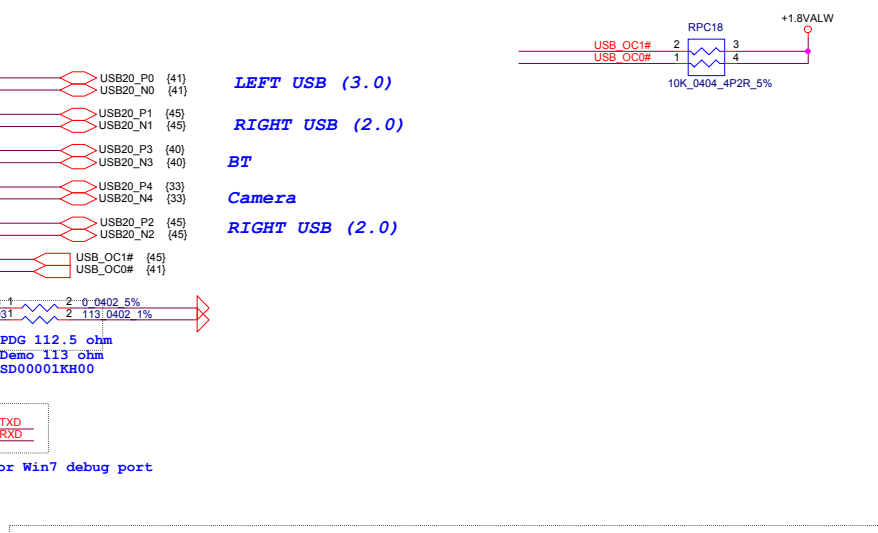 +1.8VALW
RPC18
USB_OC1# 2 3
USB_OC0# 1 4
10K_0404_4P2R_5%
USB20_P0 {41}
USB20_N0 {41}
LEFT USB (3.0)
USB20_P1 {45}
USB20_N1 {45}
RIGHT USB (2.0)
USB20_P3 {40}
USB20_N3 {40}
BT
USB20_P4 {33}
USB20_N4 {33}
Camera
USB20_P2 {45}
USB20_N2 {45}
RIGHT USB (2.0)
USB_OC1# {45}
USB_OC0# {41}
1 2 0_0402_5%
1 2 113_0402_1%
PDG 112.5 ohm
Demo 113 ohm
SD00001KH00
TXD
RXD
or Win7 debug port